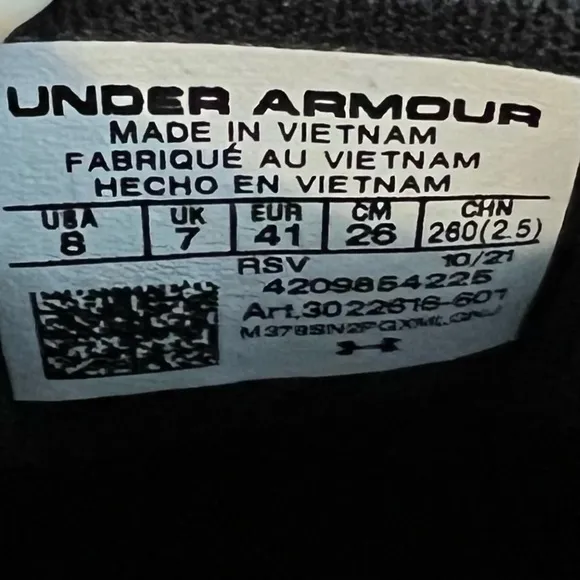 UNDER ARMOUR
MADE IN VIETNAM
FABRIQUÉ AU VIETNAM
HECHO EN VIETNAM
USA UK EUR CM CHN
8 7 41 26 260(2.5)
RSV 10/21
4209854225
Art.3022616-601